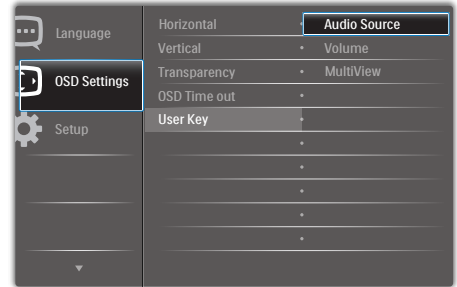 Language
OSD Settings
Setup
Horizontal
Vertical
Transparency
OSD Time out
User Key
Audio Source
Volume
MultiView